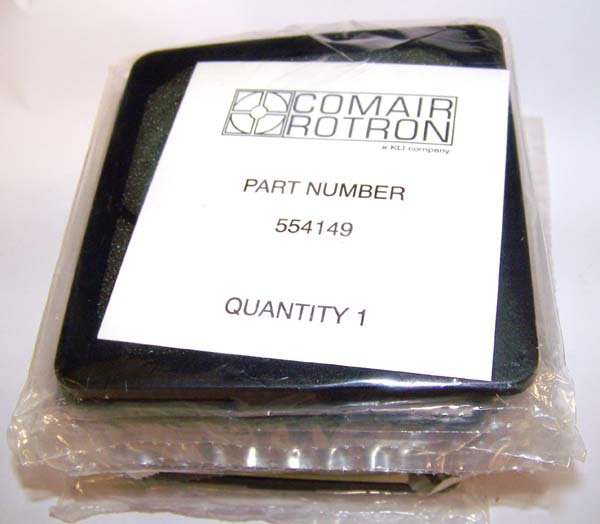 COMAIR
ROTRON
a KLI company
PART NUMBER
554149
QUANTITY 1